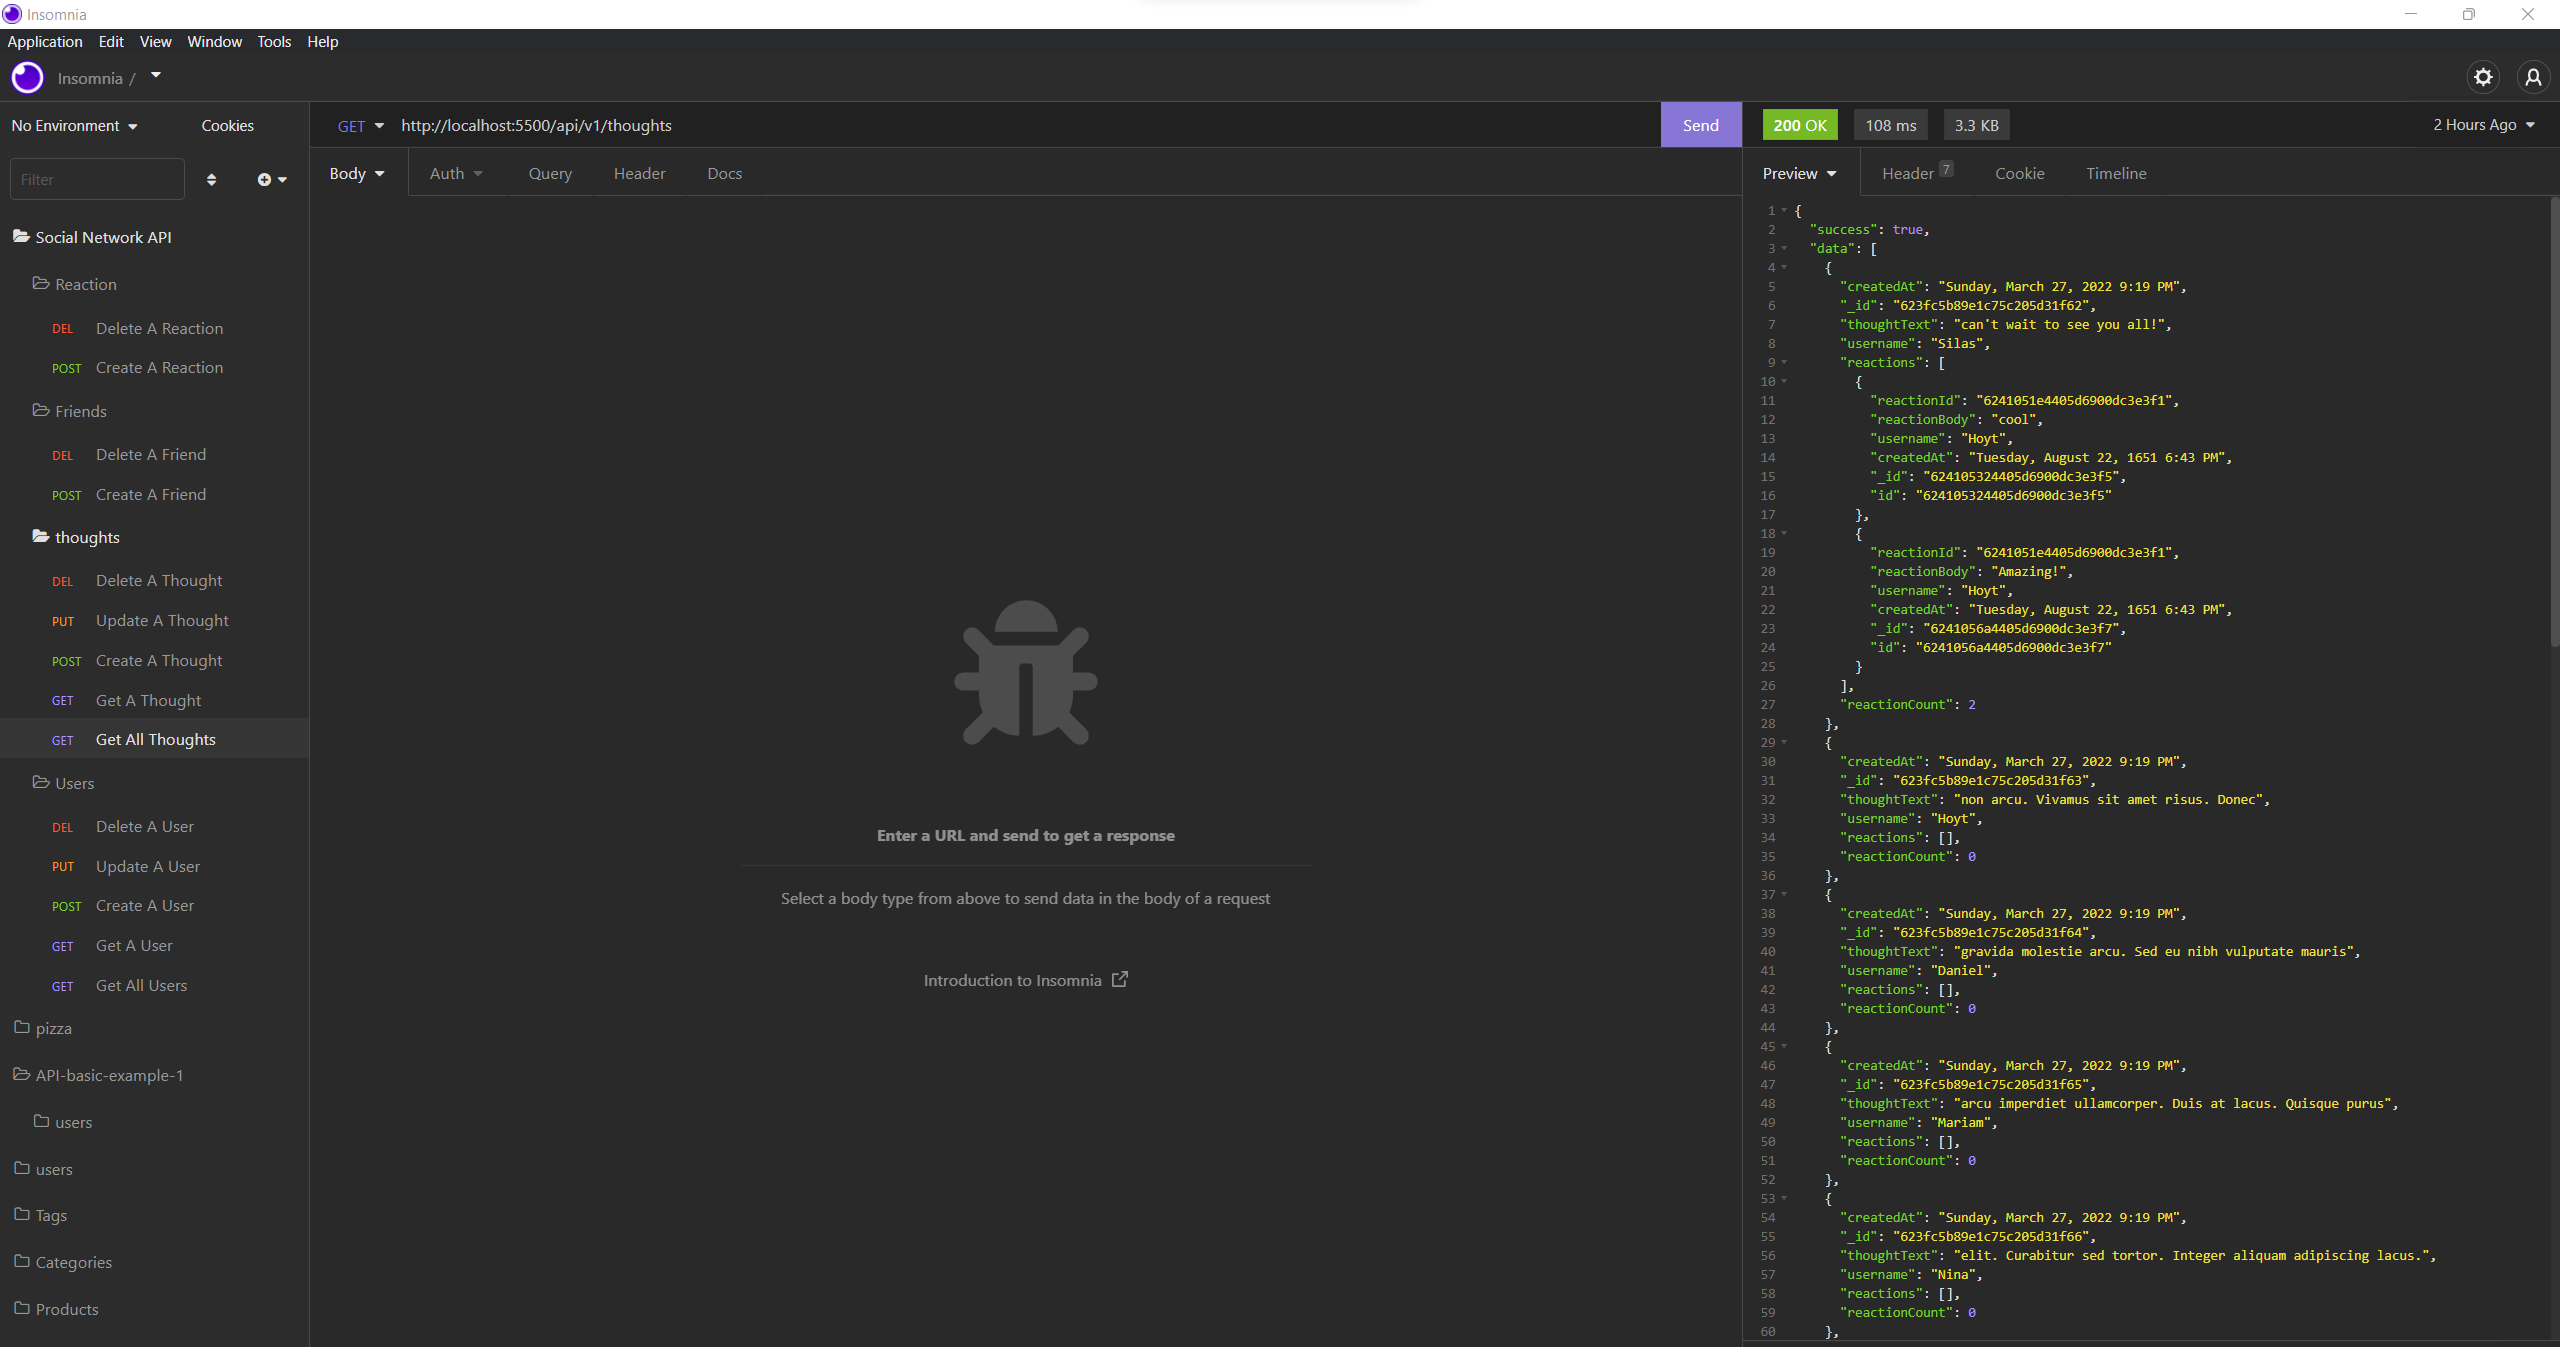 Insomnia
Application Edit View Window Tools Help
Insomnia /
No Environment Cookies
Filter
Social Network API
Reaction
DEL Delete A Reaction
POST Create A Reaction
Friends
DEL Delete A Friend
POST Create A Friend
thoughts
DEL Delete A Thought
PUT Update A Thought
POST Create A Thought
GET Get A Thought
GET Get All Thoughts
Users
DEL Delete A User
PUT Update A User
POST Create A User
GET Get A User
GET Get All Users
pizza
API-basic-example-1
users
users
Tags
Categories
Products
GET http://localhost:5500/api/v1/thoughts Send
Body Auth Query Header Docs
Enter a URL and send to get a response
Select a body type from above to send data in the body of a request
Introduction to Insomnia
200 OK 108 ms 3.3 KB 2 Hours Ago
Preview Header 7 Cookie Timeline
1 {
2 "success": true,
3 "data": [
4 {
5 "createdAt": "Sunday, March 27, 2022 9:19 PM",
6 "_id": "623fc5b89e1c75c205d31f62",
7 "thoughtText": "can't wait to see you all!",
8 "username": "Silas",
9 "reactions": [
10 {
11 "reactionId": "6241051e4405d6900dc3e3f1",
12 "reactionBody": "cool",
13 "username": "Hoyt",
14 "createdAt": "Tuesday, August 22, 1651 6:43 PM",
15 "_id": "624105324405d6900dc3e3f5",
16 "id": "624105324405d6900dc3e3f5"
17 },
18 {
19 "reactionId": "6241051e4405d6900dc3e3f1",
20 "reactionBody": "Amazing!",
21 "username": "Hoyt",
22 "createdAt": "Tuesday, August 22, 1651 6:43 PM",
23 "_id": "6241056a4405d6900dc3e3f7",
24 "id": "6241056a4405d6900dc3e3f7"
25 }
26 ],
27 "reactionCount": 2
28 },
29 {
30 "createdAt": "Sunday, March 27, 2022 9:19 PM",
31 "_id": "623fc5b89e1c75c205d31f63",
32 "thoughtText": "non arcu. Vivamus sit amet risus. Donec",
33 "username": "Hoyt",
34 "reactions": [],
35 "reactionCount": 0
36 },
37 {
38 "createdAt": "Sunday, March 27, 2022 9:19 PM",
39 "_id": "623fc5b89e1c75c205d31f64",
40 "thoughtText": "gravida molestie arcu. Sed eu nibh vulputate mauris",
41 "username": "Daniel",
42 "reactions": [],
43 "reactionCount": 0
44 },
45 {
46 "createdAt": "Sunday, March 27, 2022 9:19 PM",
47 "_id": "623fc5b89e1c75c205d31f65",
48 "thoughtText": "arcu imperdiet ullamcorper. Duis at lacus. Quisque purus",
49 "username": "Mariam",
50 "reactions": [],
51 "reactionCount": 0
52 },
53 {
54 "createdAt": "Sunday, March 27, 2022 9:19 PM",
55 "_id": "623fc5b89e1c75c205d31f66",
56 "thoughtText": "elit. Curabitur sed tortor. Integer aliquam adipiscing lacus.",
57 "username": "Nina",
58 "reactions": [],
59 "reactionCount": 0
60 },